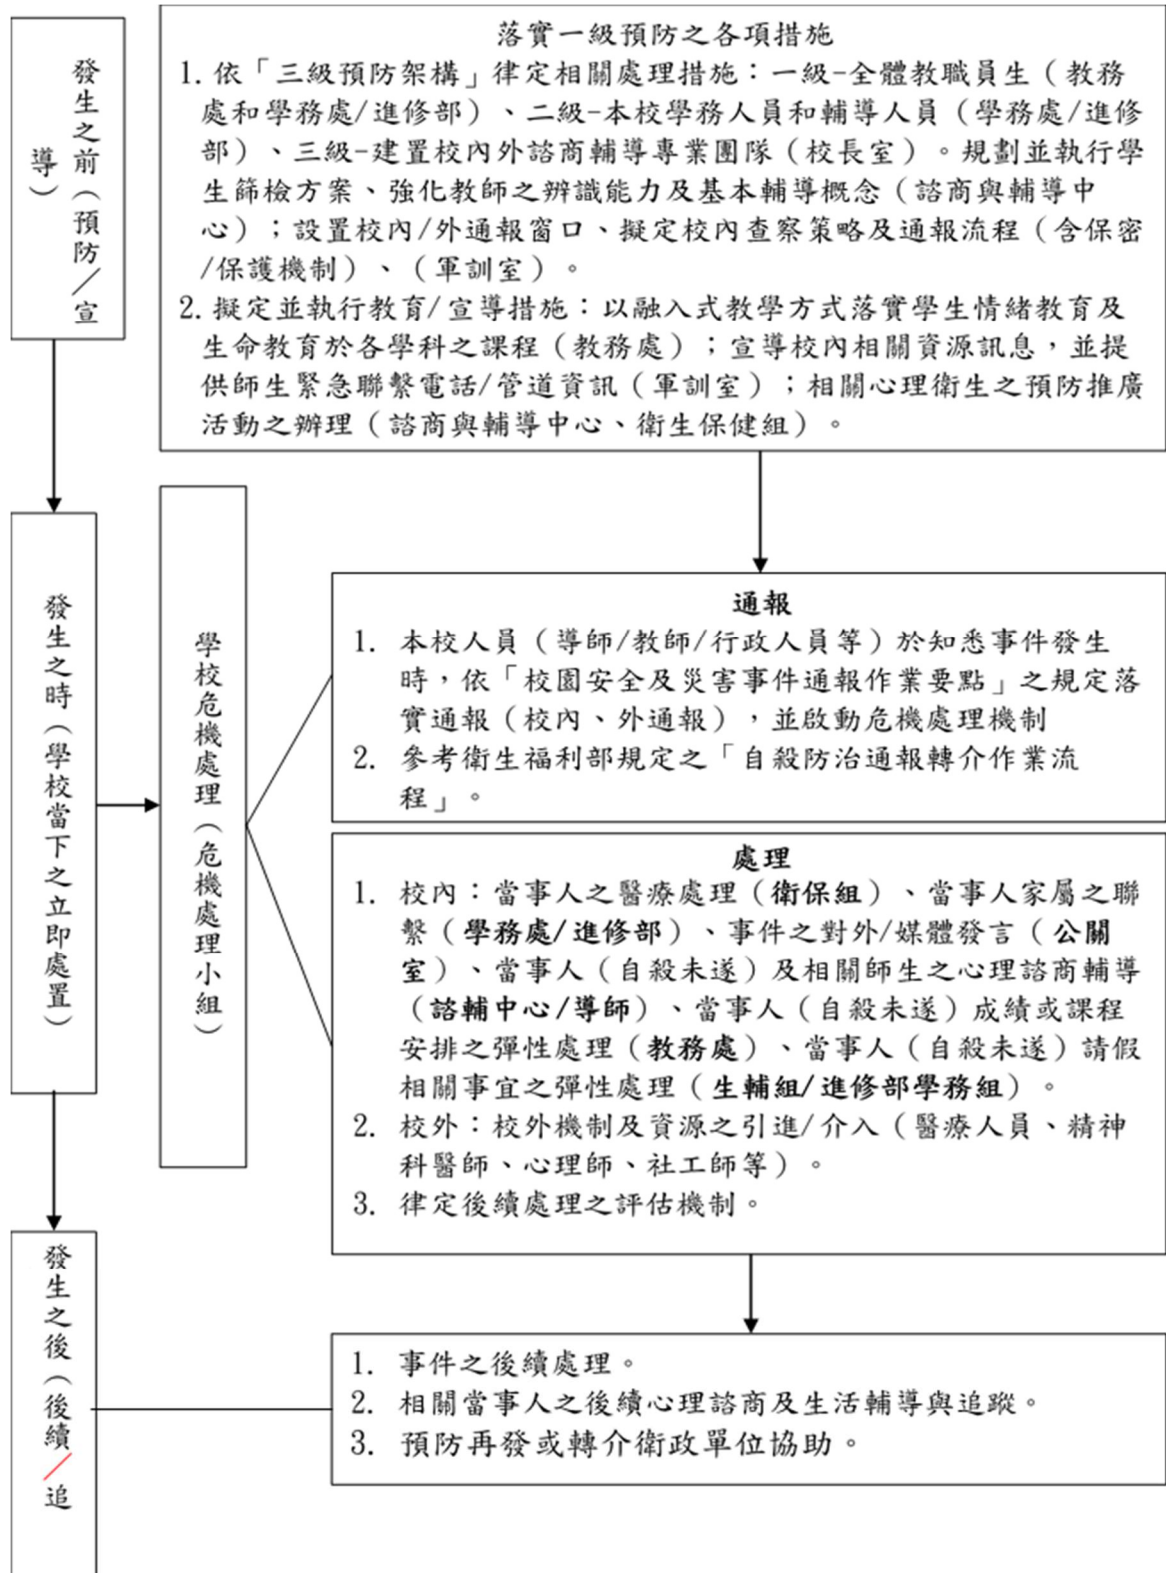 發生之前（預防／宣
導）
落實一級預防之各項措施
1. 依「三級預防架構」律定相關處理措施：一級-全體教職員生（教務
處和學務處/進修部）、二級-本校學務人員和輔導人員（學務處/進修
部）、三級-建置校內外諮商輔導專業團隊（校長室）。規劃並執行學
生篩檢方案、強化教師之辨識能力及基本輔導概念（諮商與輔導中
心）；設置校內/外通報窗口、擬定校內查察策略及通報流程（含保密
/保護機制）、（軍訓室）。
2. 擬定並執行教育/宣導措施：以融入式教學方式落實學生情緒教育及
生命教育於各學科之課程（教務處）；宣導校內相關資源訊息，並提
供師生緊急聯繫電話/管道資訊（軍訓室）；相關心理衛生之預防推廣
活動之辦理（諮商與輔導中心、衛生保健組）。
發生之時（學校當下之立即處置）
學校危機處理（危機處理小組）
通報
1. 本校人員（導師/教師/行政人員等）於知悉事件發生
時，依「校園安全及災害事件通報作業要點」之規定落
實通報（校內、外通報），並啟動危機處理機制
2. 參考衛生福利部規定之「自殺防治通報轉介作業流
程」。
處理
1. 校內：當事人之醫療處理（衛保組）、當事人家屬之聯
繫（學務處/進修部）、事件之對外/媒體發言（公關
室）、當事人（自殺未遂）及相關師生之心理諮商輔導
（諮輔中心/導師）、當事人（自殺未遂）成績或課程
安排之彈性處理（教務處）、當事人（自殺未遂）請假
相關事宜之彈性處理（生輔組/進修部學務組）。
2. 校外：校外機制及資源之引進/介入（醫療人員、精神
科醫師、心理師、社工師等）。
3. 律定後續處理之評估機制。
發生之後（後續／追
1. 事件之後續處理。
2. 相關當事人之後續心理諮商及生活輔導與追蹤。
3. 預防再發或轉介衛政單位協助。